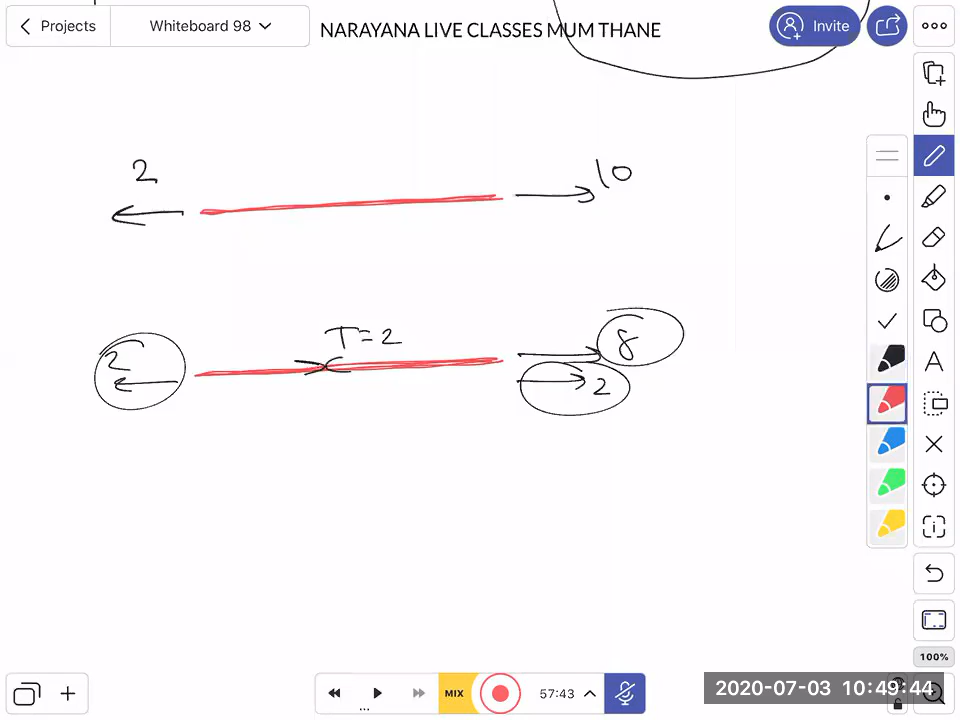 Projects
Whiteboard 98
NARAYANA LIVE CLASSES MUM THANE
Invite
2
10
T=2
2
8
2
A
100%
MIX
57:43
2020-07-03 10:49:44